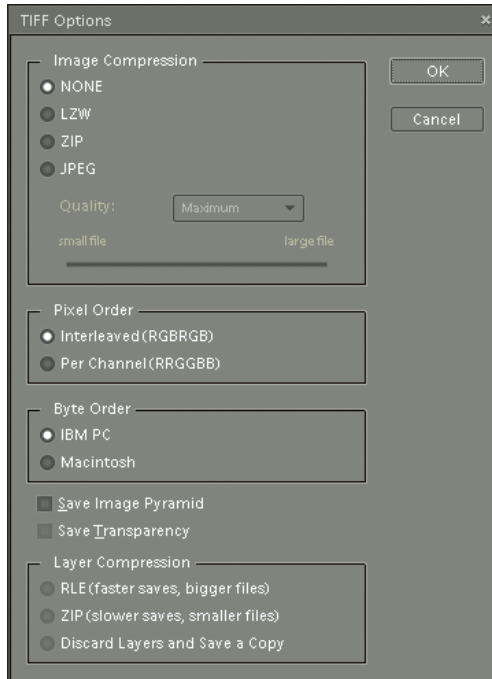 TIFF Options
Image Compression
NONE
LZW
ZIP
JPEG
Quality: Maximum
small file large file
OK
Cancel
Pixel Order
Interleaved (RGBRGB)
Per Channel (RRGGBB)
Byte Order
IBM PC
Macintosh
Save Image Pyramid
Save Transparency
Layer Compression
RLE (faster saves, bigger files)
ZIP (slower saves, smaller files)
Discard Layers and Save a Copy